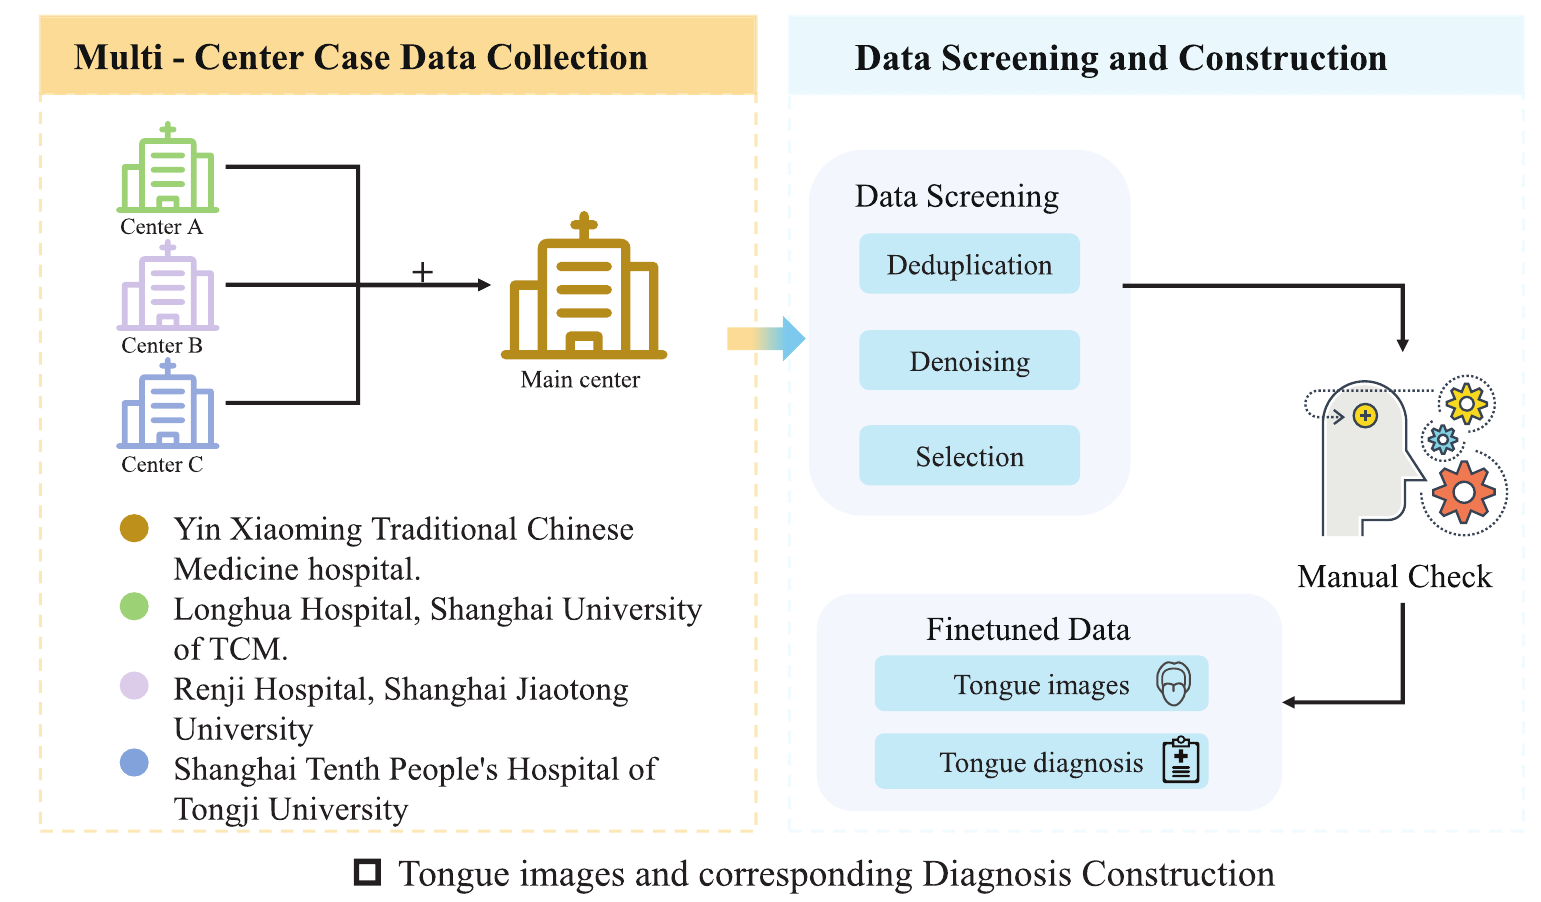 Multi - Center Case Data Collection
Center A
Center B
Center C
+
Main center
Yin Xiaoming Traditional Chinese
Medicine hospital.
Longhua Hospital, Shanghai University
of TCM.
Renji Hospital, Shanghai Jiaotong
University
Shanghai Tenth People's Hospital of
Tongji University
Data Screening and Construction
Data Screening
Deduplication
Denoising
Selection
Manual Check
Finetuned Data
Tongue images
Tongue diagnosis
Tongue images and corresponding Diagnosis Construction